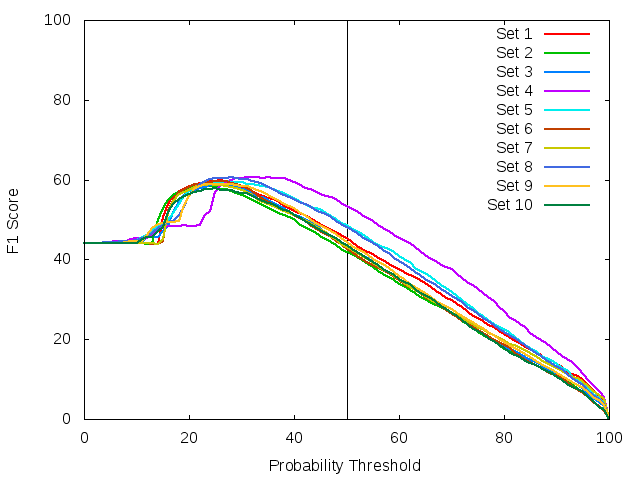 100
80
60
40
20
0
F1 Score
0 20 40 60 80 100
Probability Threshold
Set 1
Set 2
Set 3
Set 4
Set 5
Set 6
Set 7
Set 8
Set 9
Set 10